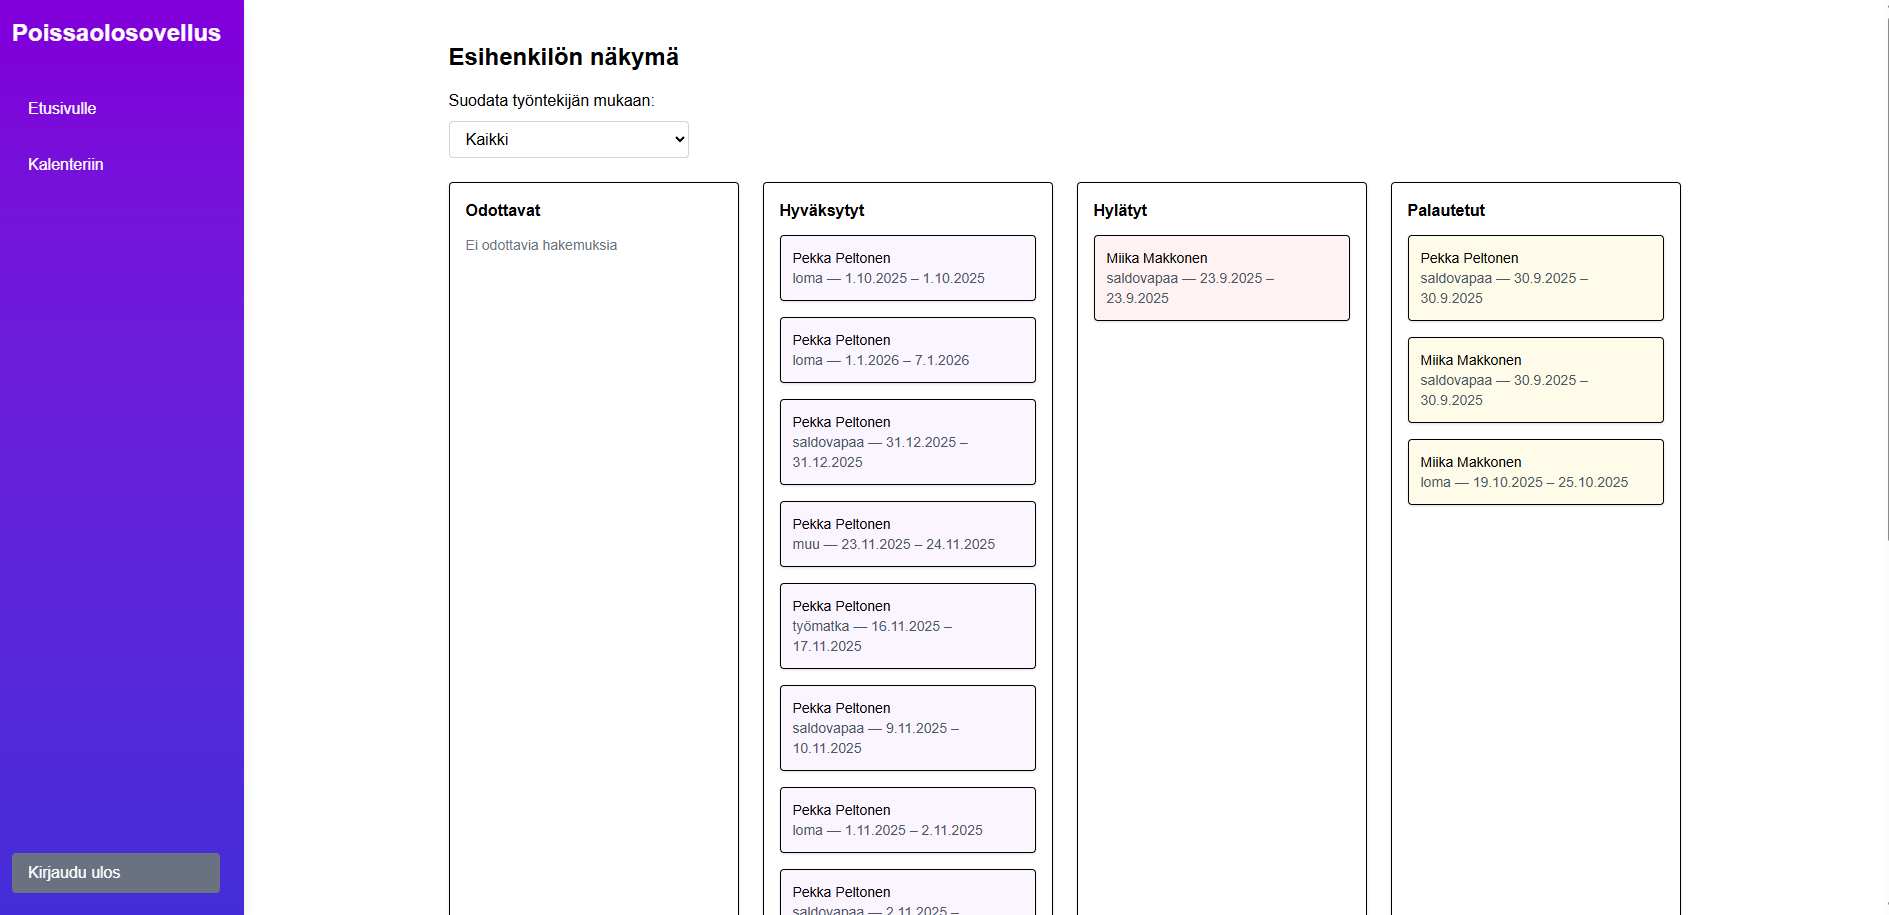 Poissaolosovellus
Etusivulle
Kalenteriin
Kirjaudu ulos
Esihenkilön näkymä
Suodata työntekijän mukaan:
Kaikki
Odottavat
Ei odottavia hakemuksia
Hyväksytyt
Pekka Peltonen
loma — 1.10.2025 – 1.10.2025
Pekka Peltonen
loma — 1.1.2026 – 7.1.2026
Pekka Peltonen
saldovapaa — 31.12.2025 –
31.12.2025
Pekka Peltonen
muu — 23.11.2025 – 24.11.2025
Pekka Peltonen
työmatka — 16.11.2025 –
17.11.2025
Pekka Peltonen
saldovapaa — 9.11.2025 –
10.11.2025
Pekka Peltonen
loma — 1.11.2025 – 2.11.2025
Pekka Peltonen
saldovapaa — 2.11.2025 –
Hylätyt
Miika Makkonen
saldovapaa — 23.9.2025 –
23.9.2025
Palautetut
Pekka Peltonen
saldovapaa — 30.9.2025 –
30.9.2025
Miika Makkonen
saldovapaa — 30.9.2025 –
30.9.2025
Miika Makkonen
loma — 19.10.2025 – 25.10.2025